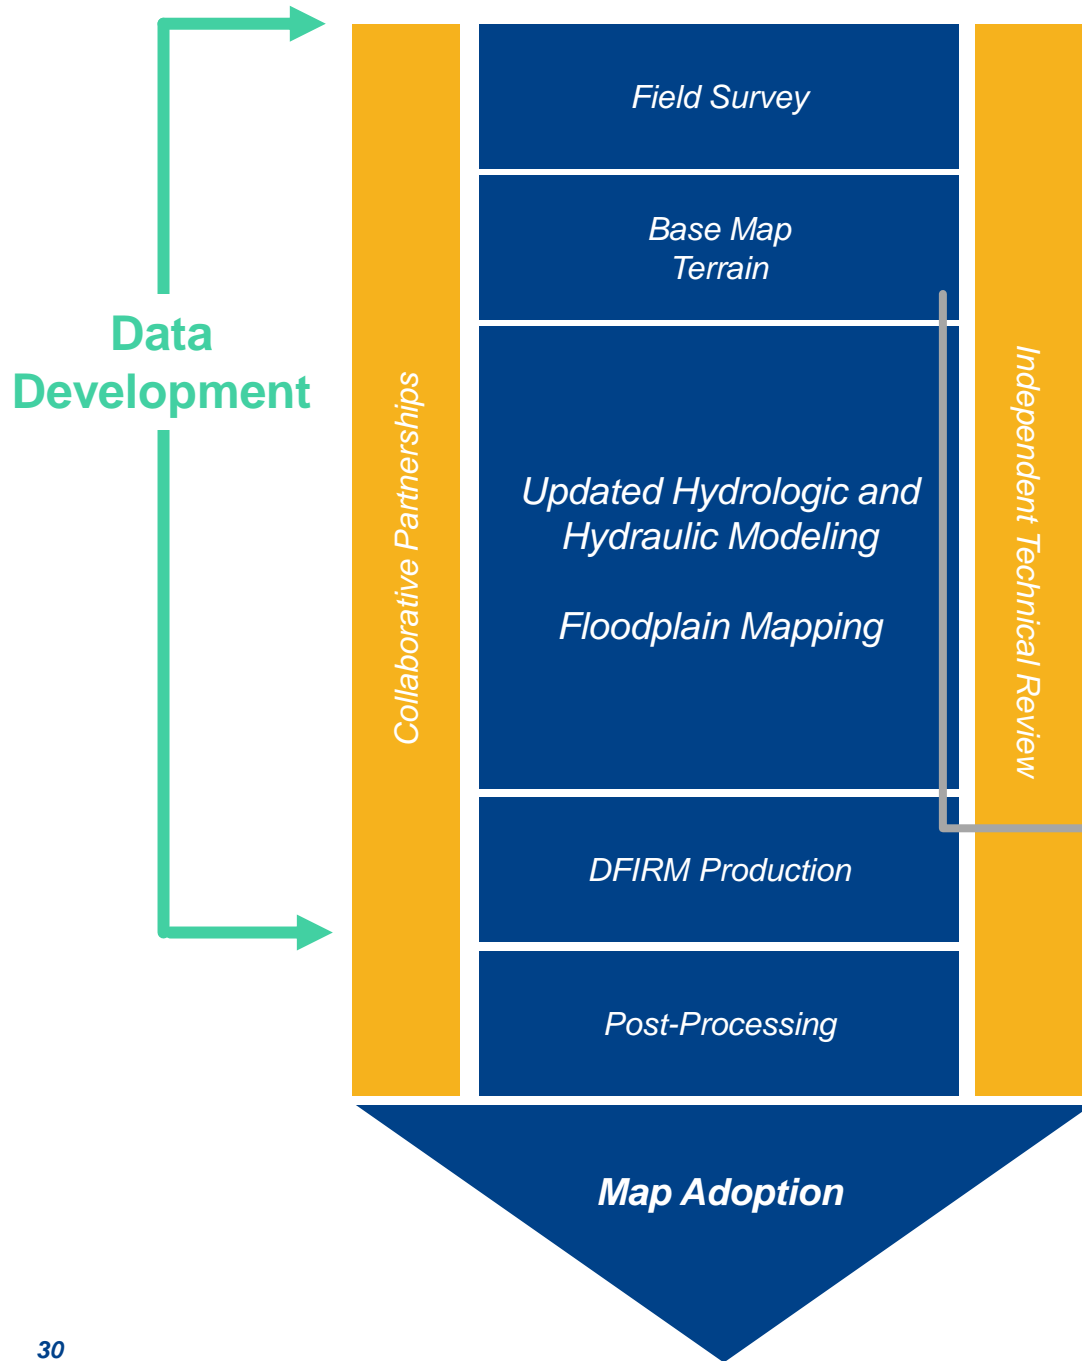 Data
Development
Collaborative Partnerships
Field Survey
Base Map
Terrain
Updated Hydrologic and
Hydraulic Modeling
Floodplain Mapping
DFIRM Production
Post-Processing
Independent Technical Review
Map Adoption
30